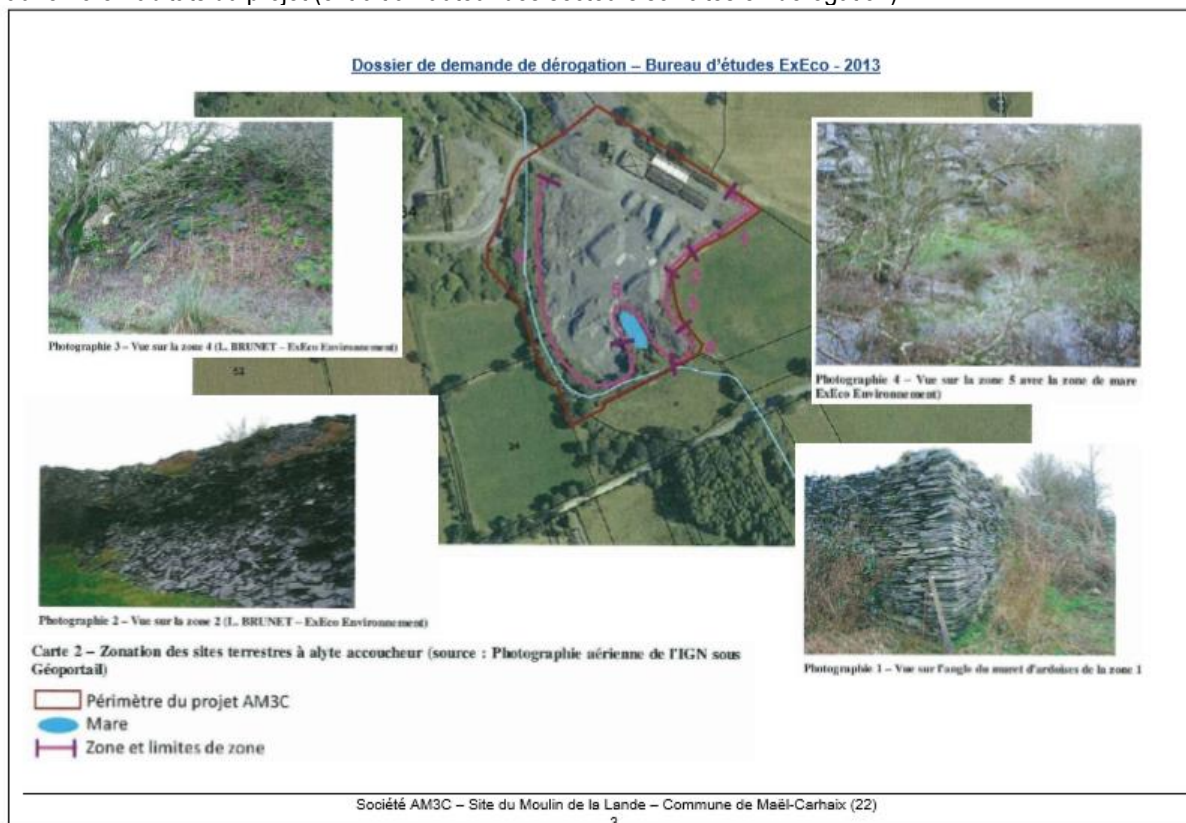 Dossier de demande de dérogation – Bureau d'études ExEco - 2013
Photographie 3 – Vue sur la zone 4 (L. BRUNET – ExEco Environnement)
Photographie 4 – Vue sur la zone 5 avec la zone de mare
ExEco Environnement)
Photographie 2 – Vue sur la zone 2 (L. BRUNET – ExEco Environnement)
Photographie 1 – Vue sur l'angle du muret d'ardoises de la zone 1
Carte 2 – Zonation des sites terrestres à alyte accoucheur (source : Photographie aérienne de l'IGN sous
Géoportail)
Périmètre du projet AM3C
Mare
Zone et limites de zone
Société AM3C – Site du Moulin de la Lande – Commune de Maël-Carhaix (22)
3